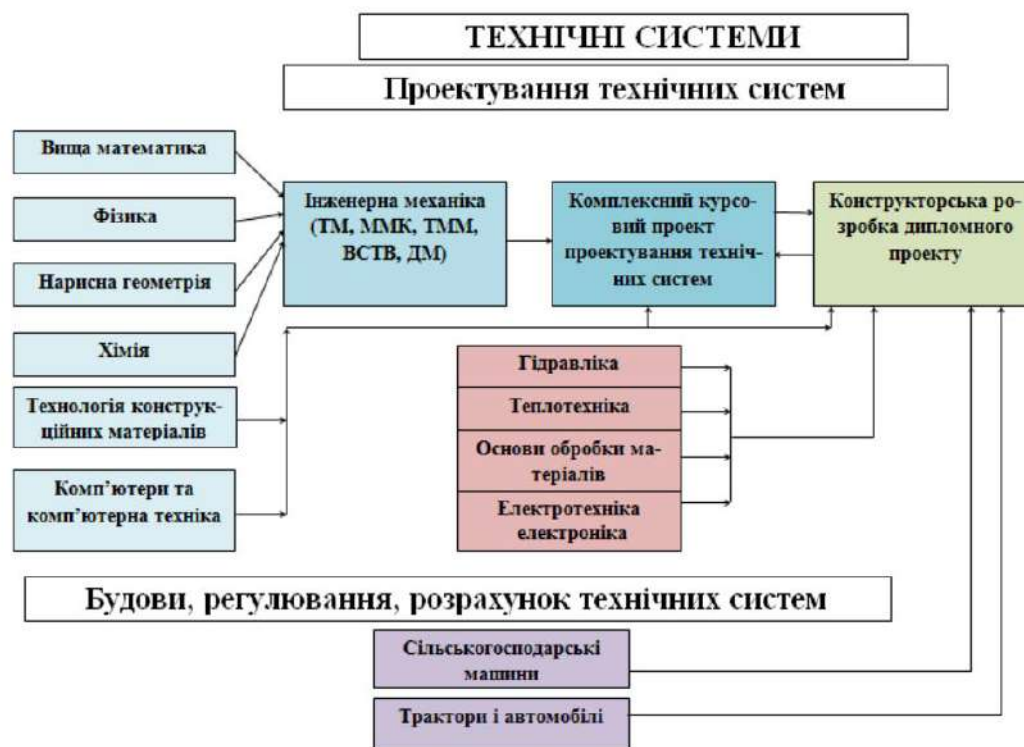 ТЕХНІЧНІ СИСТЕМИ
Проектування технічних систем
Вища математика
Фізика
Нарисна геометрія
Хімія
Технологія конструк-
ційних матеріалів
Комп’ютери та
комп’ютерна техніка
Інженерна механіка
(ТМ, ММК, ТММ,
ВСТВ, ДМ)
Комплексний курсо-
вий проект
проектування техніч-
них систем
Конструкторська ро-
зробка дипломного
проекту
Гідравліка
Теплотехніка
Основи обробки ма-
теріалів
Електротехніка
електроніка
Будови, регулювання, розрахунок технічних систем
Сільськогосподарські
машини
Трактори і автомобілі